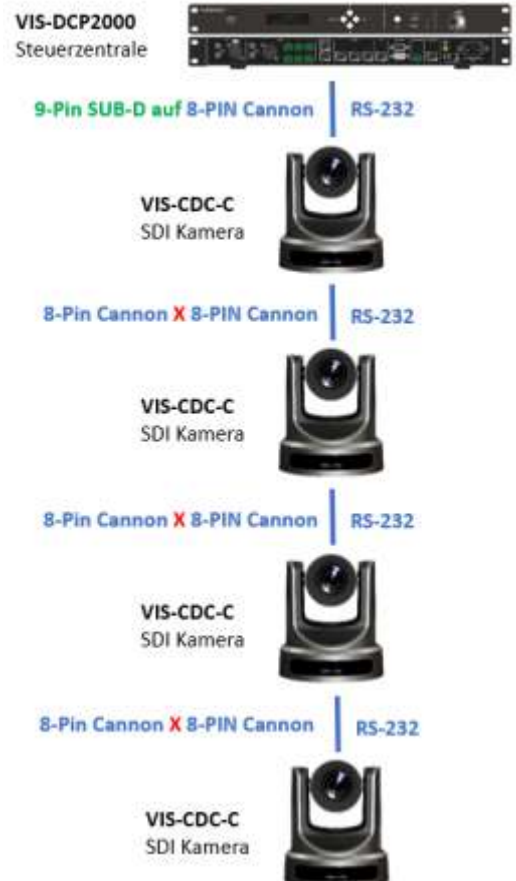 VIS-DCP2000
Steuerzentrale
9-Pin SUB-D auf 8-PIN Cannon RS-232
VIS-CDC-C
SDI Kamera
8-Pin Cannon X 8-PIN Cannon RS-232
VIS-CDC-C
SDI Kamera
8-Pin Cannon X 8-PIN Cannon RS-232
VIS-CDC-C
SDI Kamera
8-Pin Cannon X 8-PIN Cannon RS-232
VIS-CDC-C
SDI Kamera